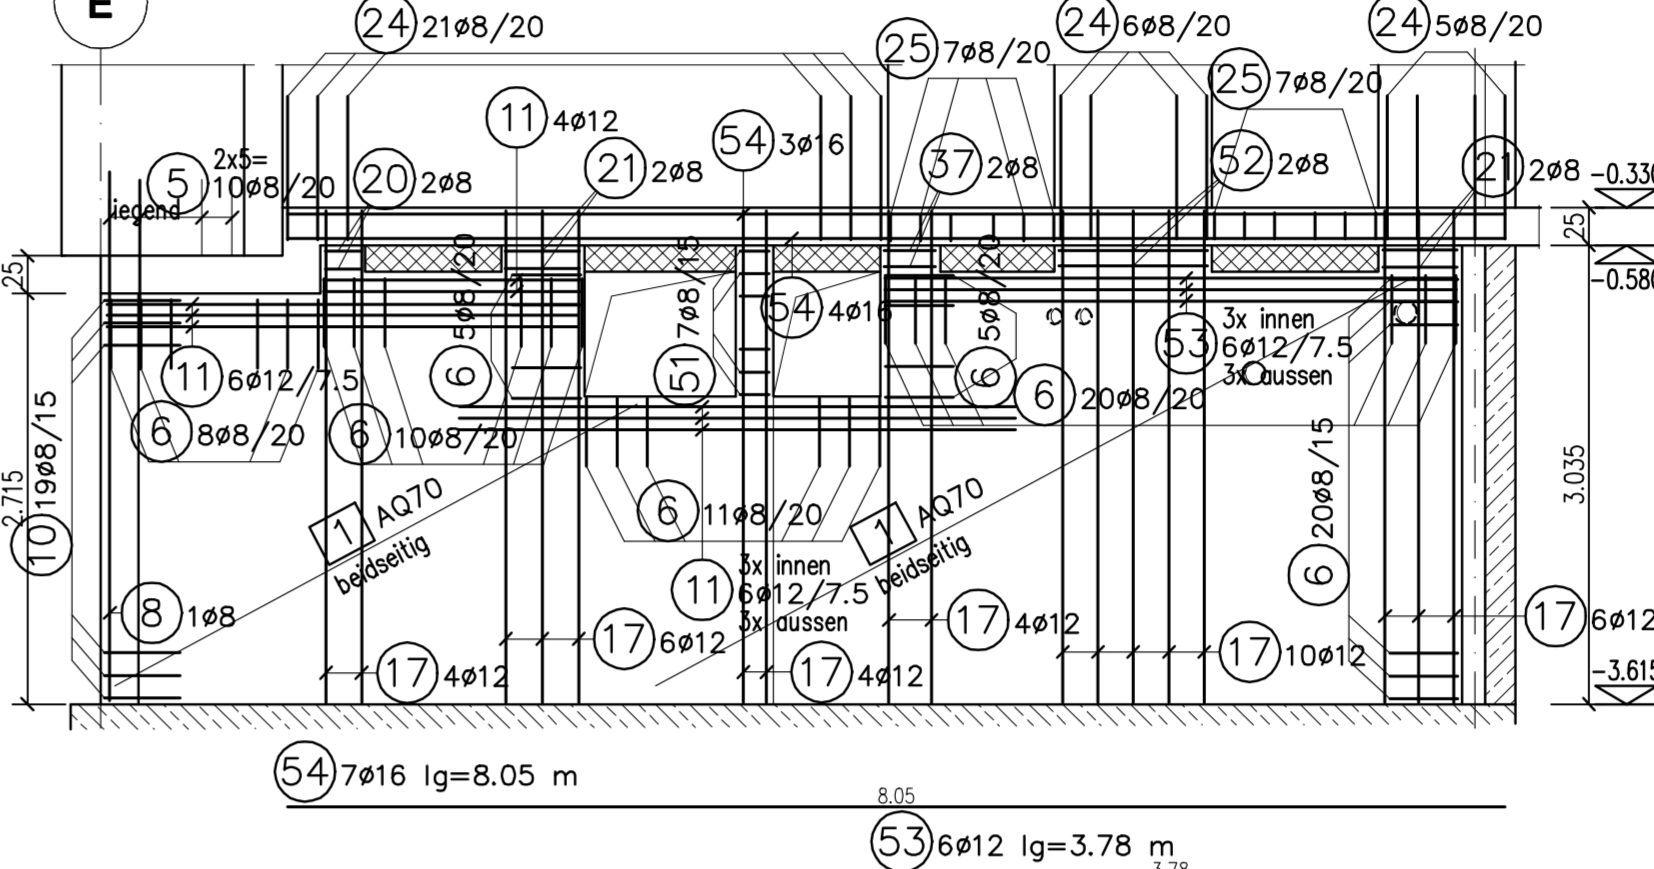 E
24 21ø8/20
25 7ø8/20
24 6ø8/20
24 5ø8/20
25 7ø8/20
11 4ø12
54 3ø16
5 2x5=
10ø8/20
liegend
20 2ø8
21 2ø8
37 2ø8
52 2ø8
21 2ø8
-0.330
25
-0.580
25
6 5ø8/20
51 7ø8/15
54 4ø16
6 5ø8/20
53 3x innen
6ø12/7.5
3x aussen
11 6ø12/7.5
6 8ø8/20
6 10ø8/20
6 20ø8/20
10 19ø8/15
2.715
1 AQ70
beidseitig
6 11ø8/20
1 AQ70
beidseitig
6 20ø8/15
3.035
11 3x innen
6ø12/7.5
3x aussen
8 1ø8
17 4ø12
17 6ø12
17 4ø12
17 4ø12
17 10ø12
17 6ø12
-3.615
54 7ø16 lg=8.05 m
8.05
53 6ø12 lg=3.78 m
3.78